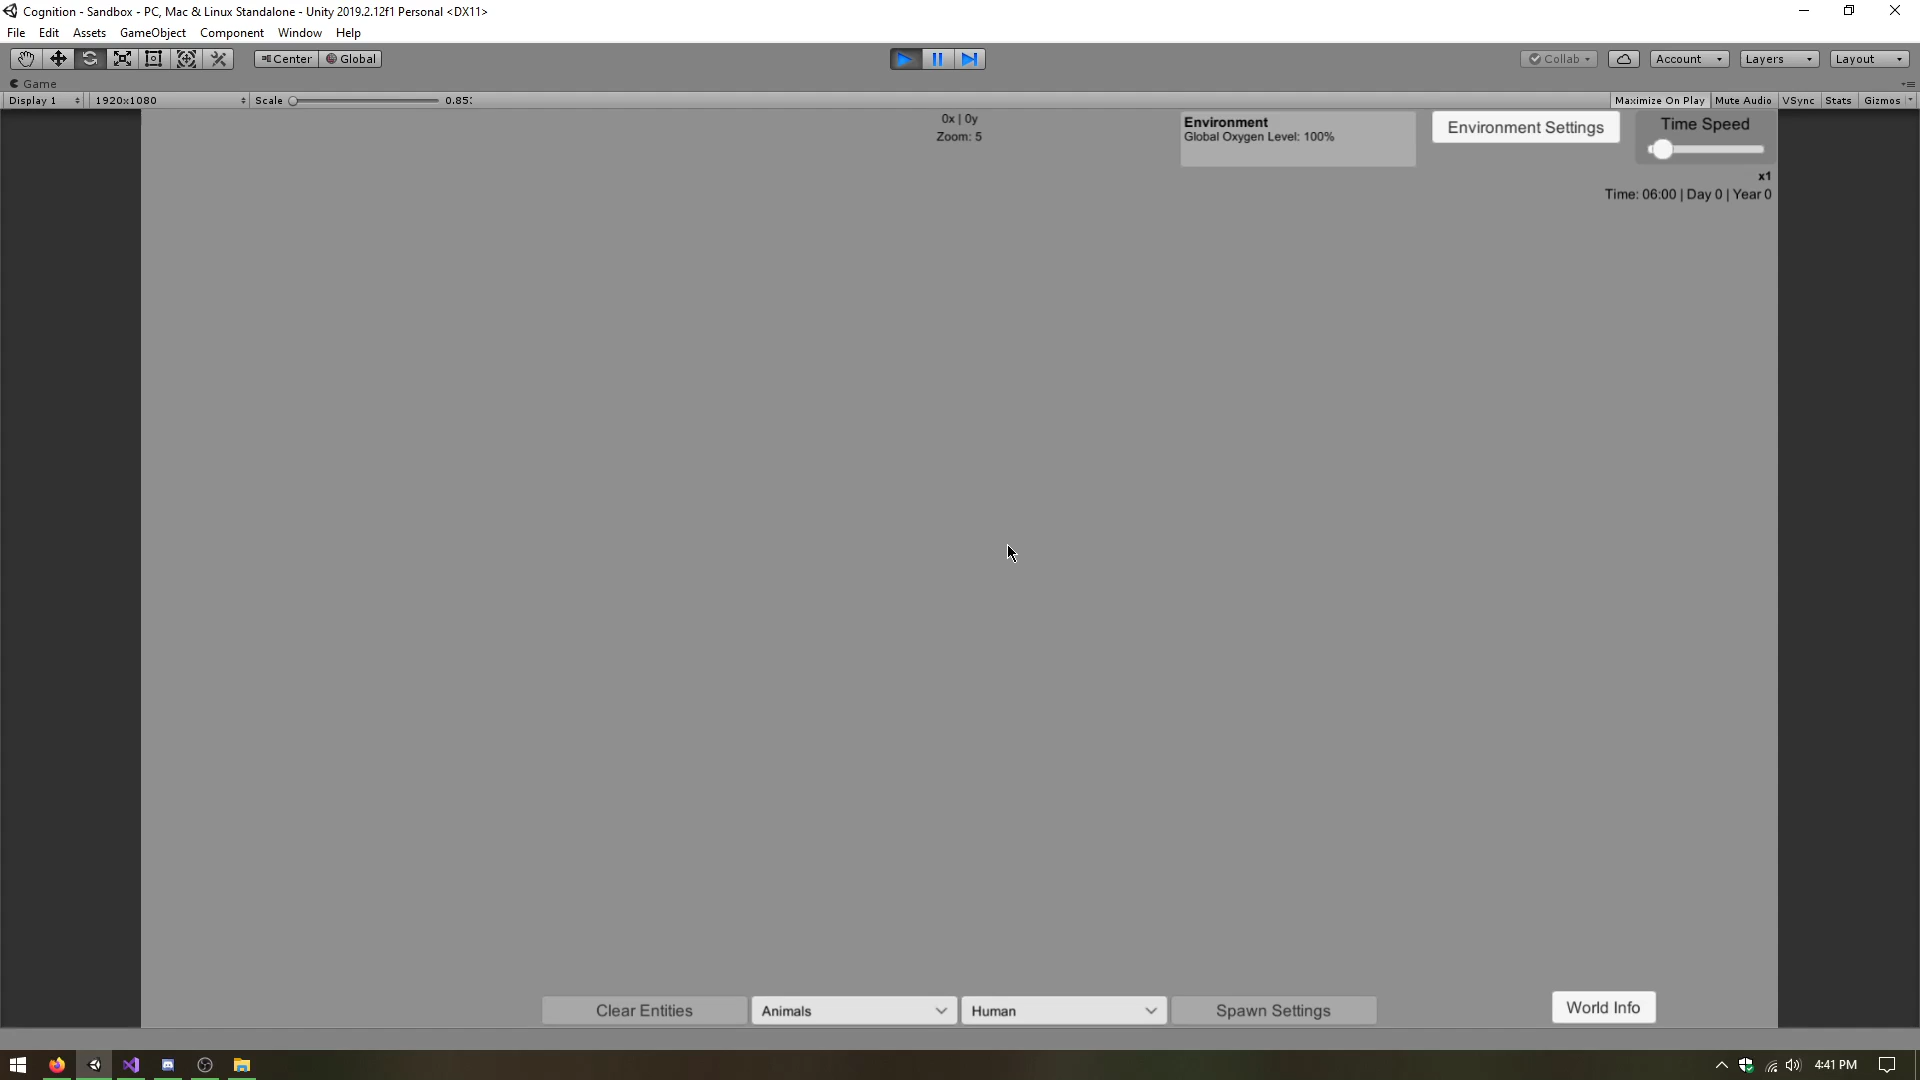 Cognition - Sandbox - PC, Mac & Linux Standalone - Unity 2019.2.12f1 Personal <DX11>
File Edit Assets GameObject Component Window Help
Center Global Collab Account Layers Layout
Game
Display 1 1920x1080 Scale 0.85: Maximize On Play Mute Audio VSync Stats Gizmos
0x | 0y
Zoom: 5
Environment
Global Oxygen Level: 100%
Environment Settings
Time Speed
x1
Time: 06:00 | Day 0 | Year 0
Clear Entities Animals Human Spawn Settings World Info
4:41 PM